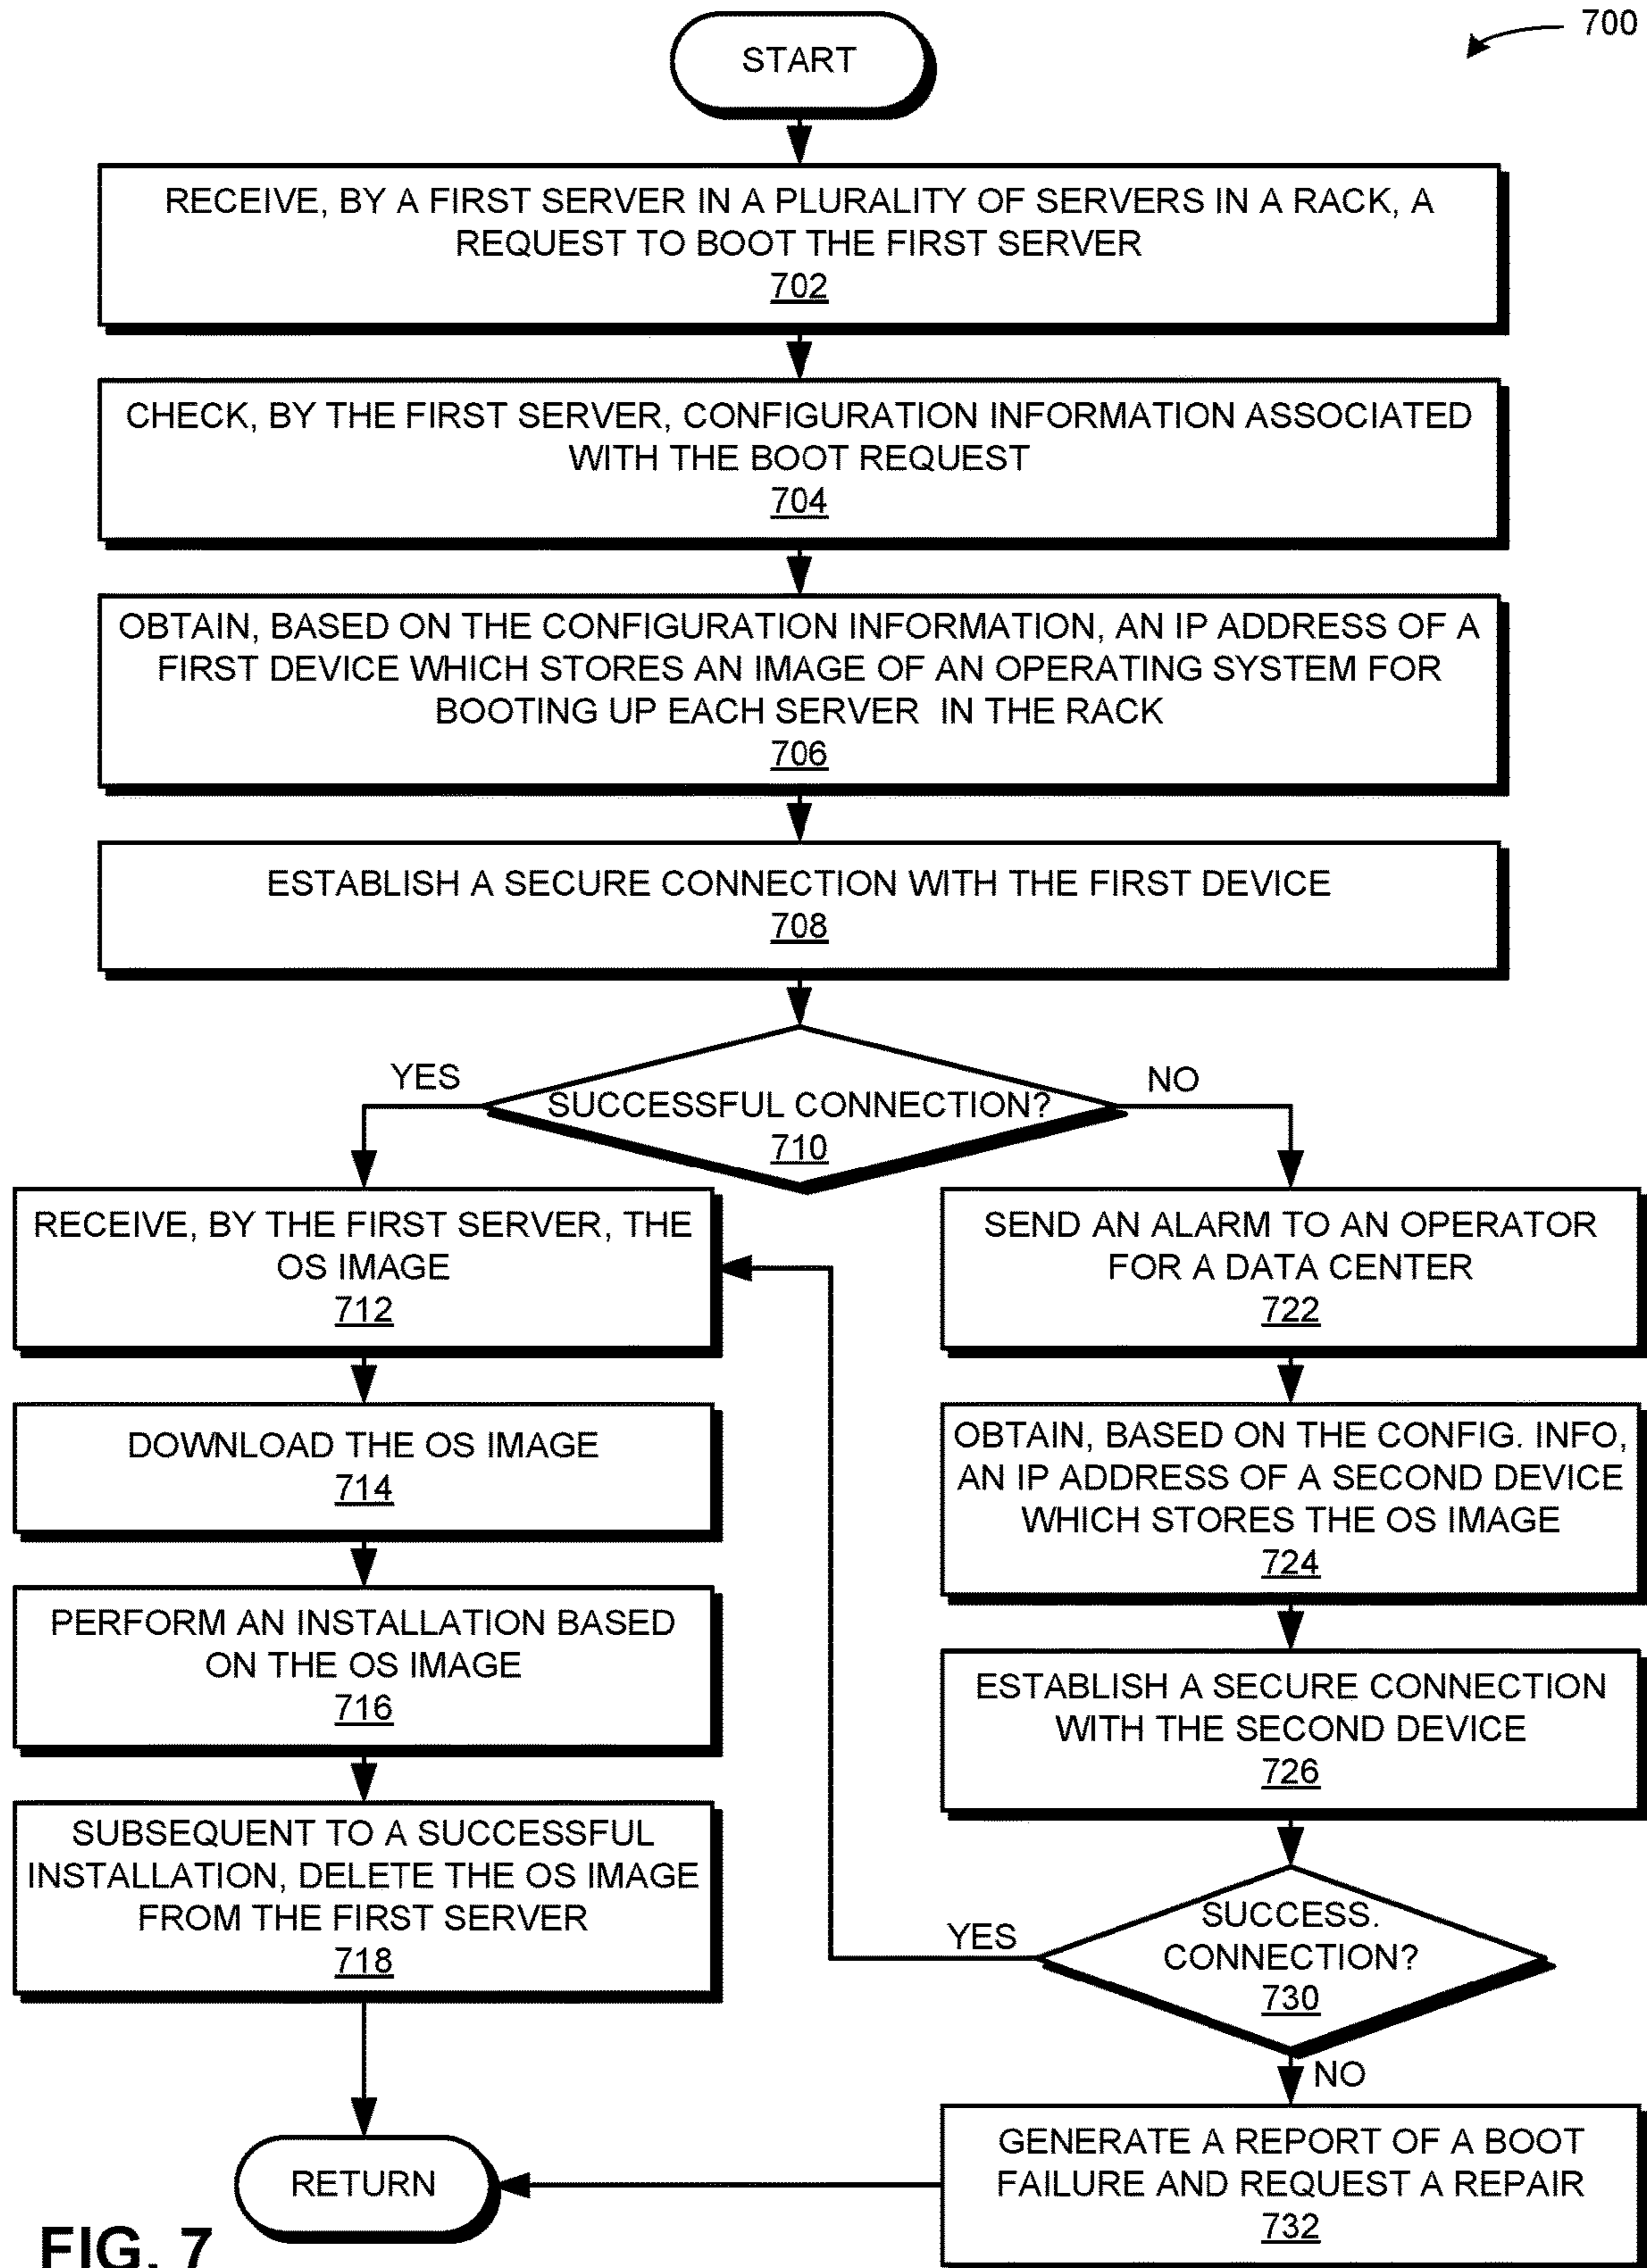 700
START
RECEIVE, BY A FIRST SERVER IN A PLURALITY OF SERVERS IN A RACK, A
REQUEST TO BOOT THE FIRST SERVER
702
CHECK, BY THE FIRST SERVER, CONFIGURATION INFORMATION ASSOCIATED
WITH THE BOOT REQUEST
704
OBTAIN, BASED ON THE CONFIGURATION INFORMATION, AN IP ADDRESS OF A
FIRST DEVICE WHICH STORES AN IMAGE OF AN OPERATING SYSTEM FOR
BOOTING UP EACH SERVER IN THE RACK
706
ESTABLISH A SECURE CONNECTION WITH THE FIRST DEVICE
708
SUCCESSFUL CONNECTION?
710
YES
NO
RECEIVE, BY THE FIRST SERVER, THE
OS IMAGE
712
DOWNLOAD THE OS IMAGE
714
PERFORM AN INSTALLATION BASED
ON THE OS IMAGE
716
SUBSEQUENT TO A SUCCESSFUL
INSTALLATION, DELETE THE OS IMAGE
FROM THE FIRST SERVER
718
SEND AN ALARM TO AN OPERATOR
FOR A DATA CENTER
722
OBTAIN, BASED ON THE CONFIG. INFO,
AN IP ADDRESS OF A SECOND DEVICE
WHICH STORES THE OS IMAGE
724
ESTABLISH A SECURE CONNECTION
WITH THE SECOND DEVICE
726
SUCCESS.
CONNECTION?
730
YES
NO
GENERATE A REPORT OF A BOOT
FAILURE AND REQUEST A REPAIR
732
RETURN
FIG. 7